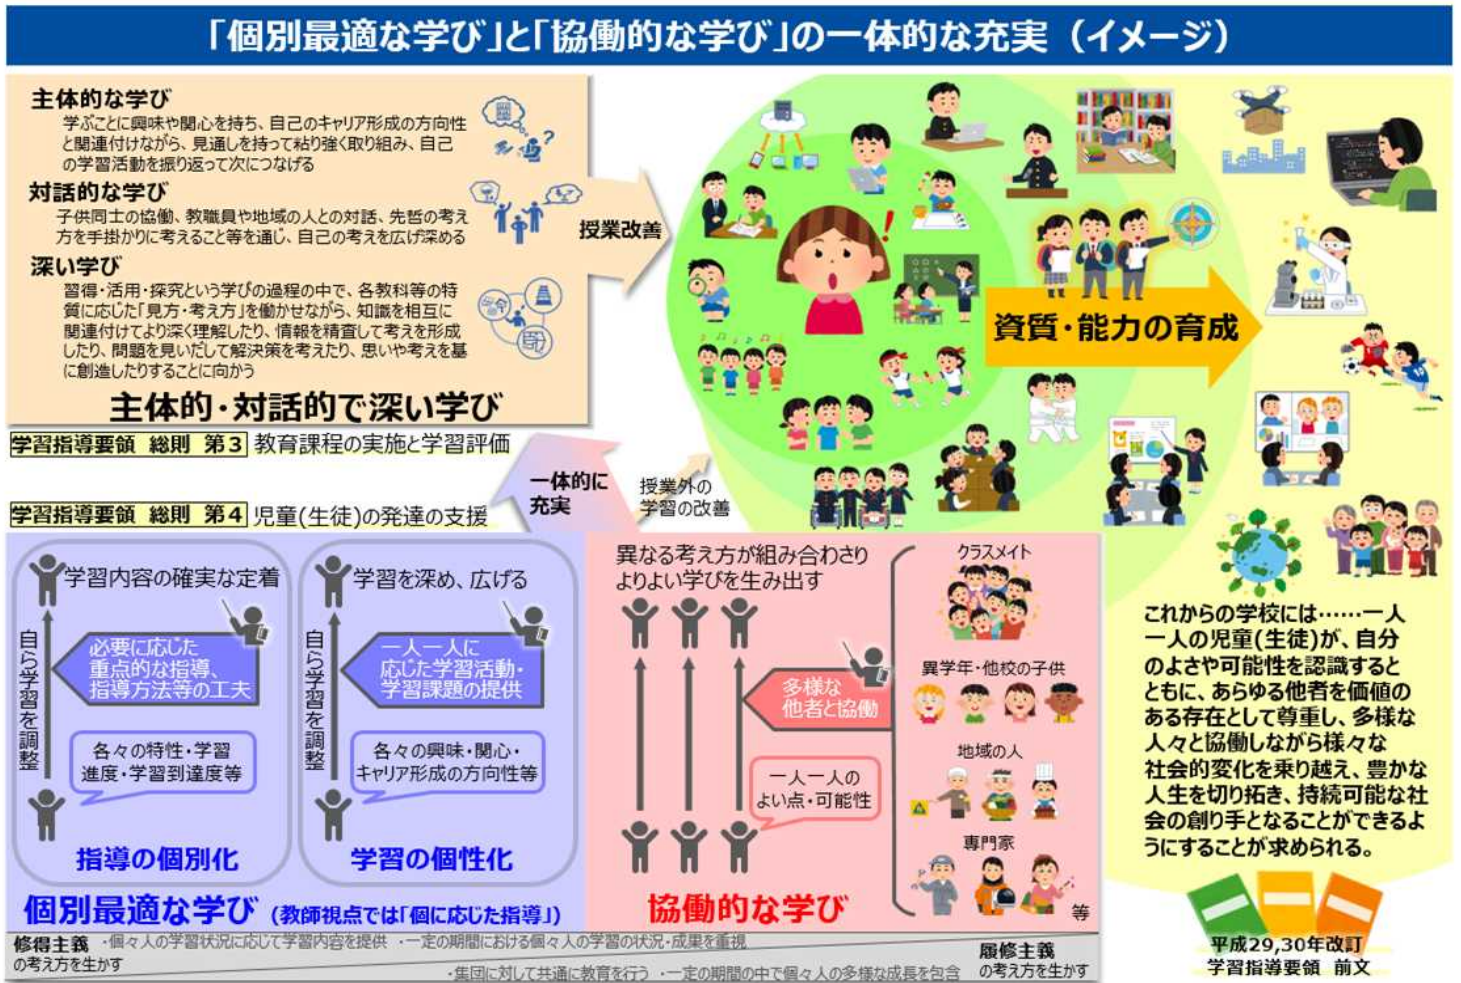 「個別最適な学び」と「協働的な学び」の一体的な充実（イメージ）
主体的な学び
学ぶことに興味や関心を持ち、自己のキャリア形成の方向性
と関連付けながら、見通しを持って粘り強く取り組み、自己
の学習活動を振り返って次につなげる
対話的な学び
子供同士の協働、教職員や地域の人との対話、先哲の考え
方を手掛かりに考えること等を通じ、自己の考えを広げ深める
深い学び
習得・活用・探究という学びの過程の中で、各教科等の特
質に応じた「見方・考え方」を働かせながら、知識を相互に
関連付けてより深く理解したり、情報を精査して考えを形成
したり、問題を見いだして解決策を考えたり、思いや考えを基
に創造したりすることに向かう
主体的・対話的で深い学び
授業改善
資質・能力の育成
学習指導要領 総則 第3 教育課程の実施と学習評価
一体的に
充実
授業外の
学習の改善
学習指導要領 総則 第4 児童(生徒)の発達の支援
学習内容の確実な定着
自ら学習を調整
必要に応じた
重点的な指導、
指導方法等の工夫
各々の特性・学習
進度・学習到達度等
指導の個別化
学習を深め、広げる
自ら学習を調整
一人一人に
応じた学習活動・
学習課題の提供
各々の興味・関心・
キャリア形成の方向性等
学習の個性化
個別最適な学び (教師視点では「個に応じた指導」)
異なる考え方が組み合わさり
よりよい学びを生み出す
多様な
他者と協働
一人一人の
よい点・可能性
協働的な学び
クラスメイト
異学年・他校の子供
地域の人
専門家
等
修得主義
の考え方を生かす
・個々人の学習状況に応じて学習内容を提供 ・一定の期間における個々人の学習の状況・成果を重視
・集団に対して共通に教育を行う ・一定の期間の中で個々人の多様な成長を包含
履修主義
の考え方を生かす
これからの学校には……一人
一人の児童(生徒)が、自分
のよさや可能性を認識すると
ともに、あらゆる他者を価値の
ある存在として尊重し、多様な
人々と協働しながら様々な
社会的変化を乗り越え、豊かな
人生を切り拓き、持続可能な社
会の創り手となることができるよ
うにすることが求められる。
平成29,30年改訂
学習指導要領 前文